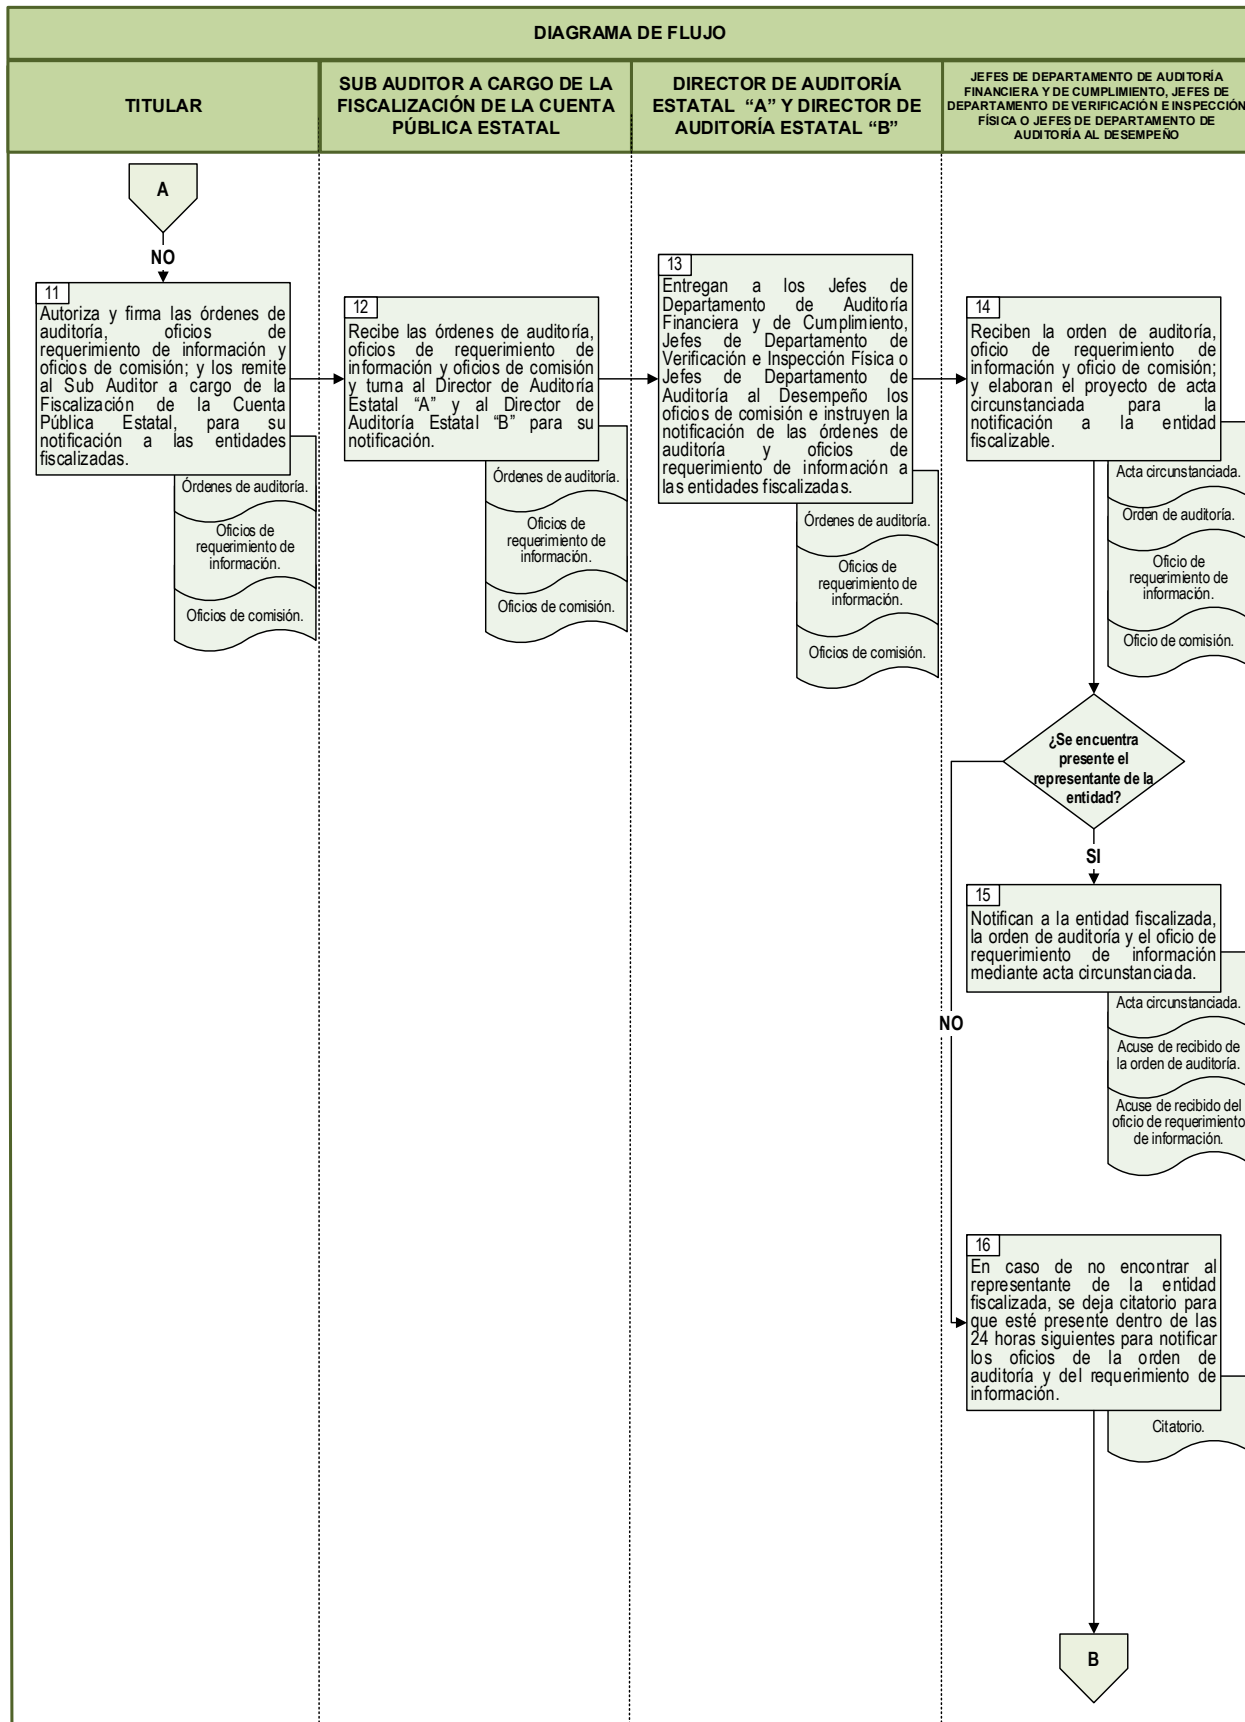 DIAGRAMA DE FLUJO
TITULAR
SUB AUDITOR A CARGO DE LA
FISCALIZACIÓN DE LA CUENTA
PÚBLICA ESTATAL
DIRECTOR DE AUDITORÍA
ESTATAL “A” Y DIRECTOR DE
AUDITORÍA ESTATAL “B”
JEFES DE DEPARTAMENTO DE AUDITORÍA
FINANCIERA Y DE CUMPLIMIENTO, JEFES DE
DEPARTAMENTO DE VERIFICACIÓN E INSPECCIÓN
FÍSICA O JEFES DE DEPARTAMENTO DE
AUDITORÍA AL DESEMPEÑO
A
NO
11
Autoriza y firma las órdenes de
auditoría, oficios de
requerimiento de información y
oficios de comisión; y los remite
al Sub Auditor a cargo de la
Fiscalización de la Cuenta
Pública Estatal, para su
notificación a las entidades
fiscalizadas.
Órdenes de auditoría.
Oficios de
requerimiento de
información.
Oficios de comisión.
12
Recibe las órdenes de auditoría,
oficios de requerimiento de
información y oficios de comisión
y turna al Director de Auditoría
Estatal “A” y al Director de
Auditoría Estatal “B” para su
notificación.
Órdenes de auditoría.
Oficios de
requerimiento de
información.
Oficios de comisión.
13
Entregan a los Jefes de
Departamento de Auditoría
Financiera y de Cumplimiento,
Jefes de Departamento de
Verificación e Inspección Física o
Jefes de Departamento de
Auditoría al Desempeño los
oficios de comisión e instruyen la
notificación de las órdenes de
auditoría y oficios de
requerimiento de información a
las entidades fiscalizadas.
Órdenes de auditoría.
Oficios de
requerimiento de
información.
Oficios de comisión.
14
Reciben la orden de auditoría,
oficio de requerimiento de
información y oficio de comisión;
y elaboran el proyecto de acta
circunstanciada para la
notificación a la entidad
fiscalizable.
Acta circunstanciada.
Orden de auditoría.
Oficio de
requerimiento de
información.
Oficio de comisión.
¿Se encuentra
presente el
representante de la
entidad?
SI
15
Notifican a la entidad fiscalizada,
la orden de auditoría y el oficio de
requerimiento de información
mediante acta circunstanciada.
Acta circunstanciada.
Acuse de recibido de
la orden de auditoría.
Acuse de recibido del
oficio de requerimiento
de información.
NO
16
En caso de no encontrar al
representante de la entidad
fiscalizada, se deja citatorio para
que esté presente dentro de las
24 horas siguientes para notificar
los oficios de la orden de
auditoría y del requerimiento de
información.
Citatorio.
B